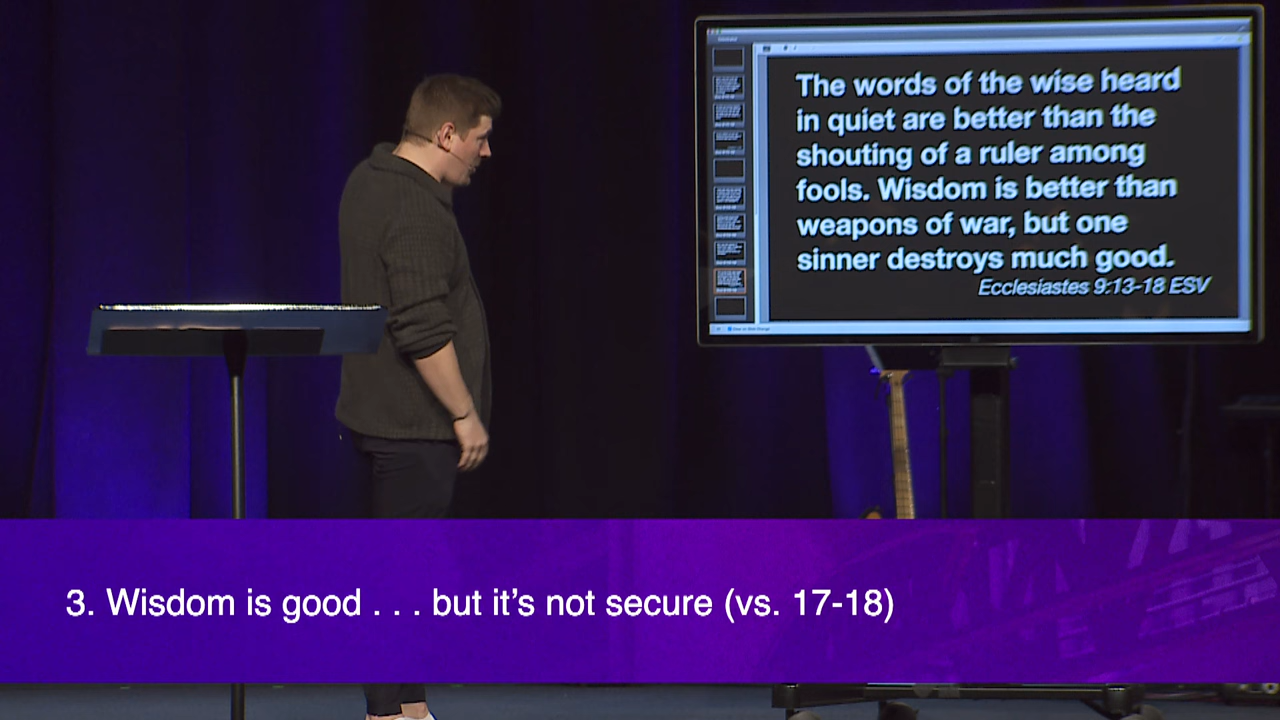 The words of the wise heard
in quiet are better than the
shouting of a ruler among
fools. Wisdom is better than
weapons of war, but one
sinner destroys much good.
Ecclesiastes 9:13-18 ESV
3. Wisdom is good . . . but it’s not secure (vs. 17-18)